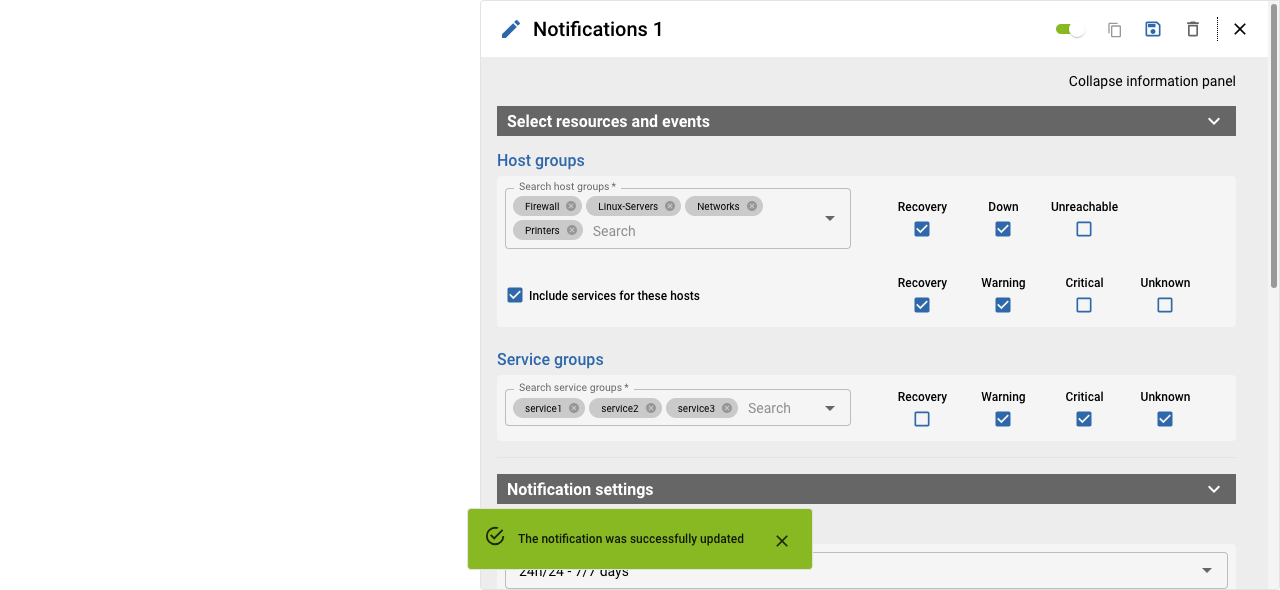 Notifications 1
Collapse information panel
Select resources and events
Host groups
Search host groups *
Firewall Linux-Servers Networks
Printers Search
Recovery Down Unreachable
Include services for these hosts
Recovery Warning Critical Unknown
Service groups
Search service groups *
service1 service2 service3 Search
Recovery Warning Critical Unknown
Notification settings
The notification was successfully updated
24h/24 - 7/7 days